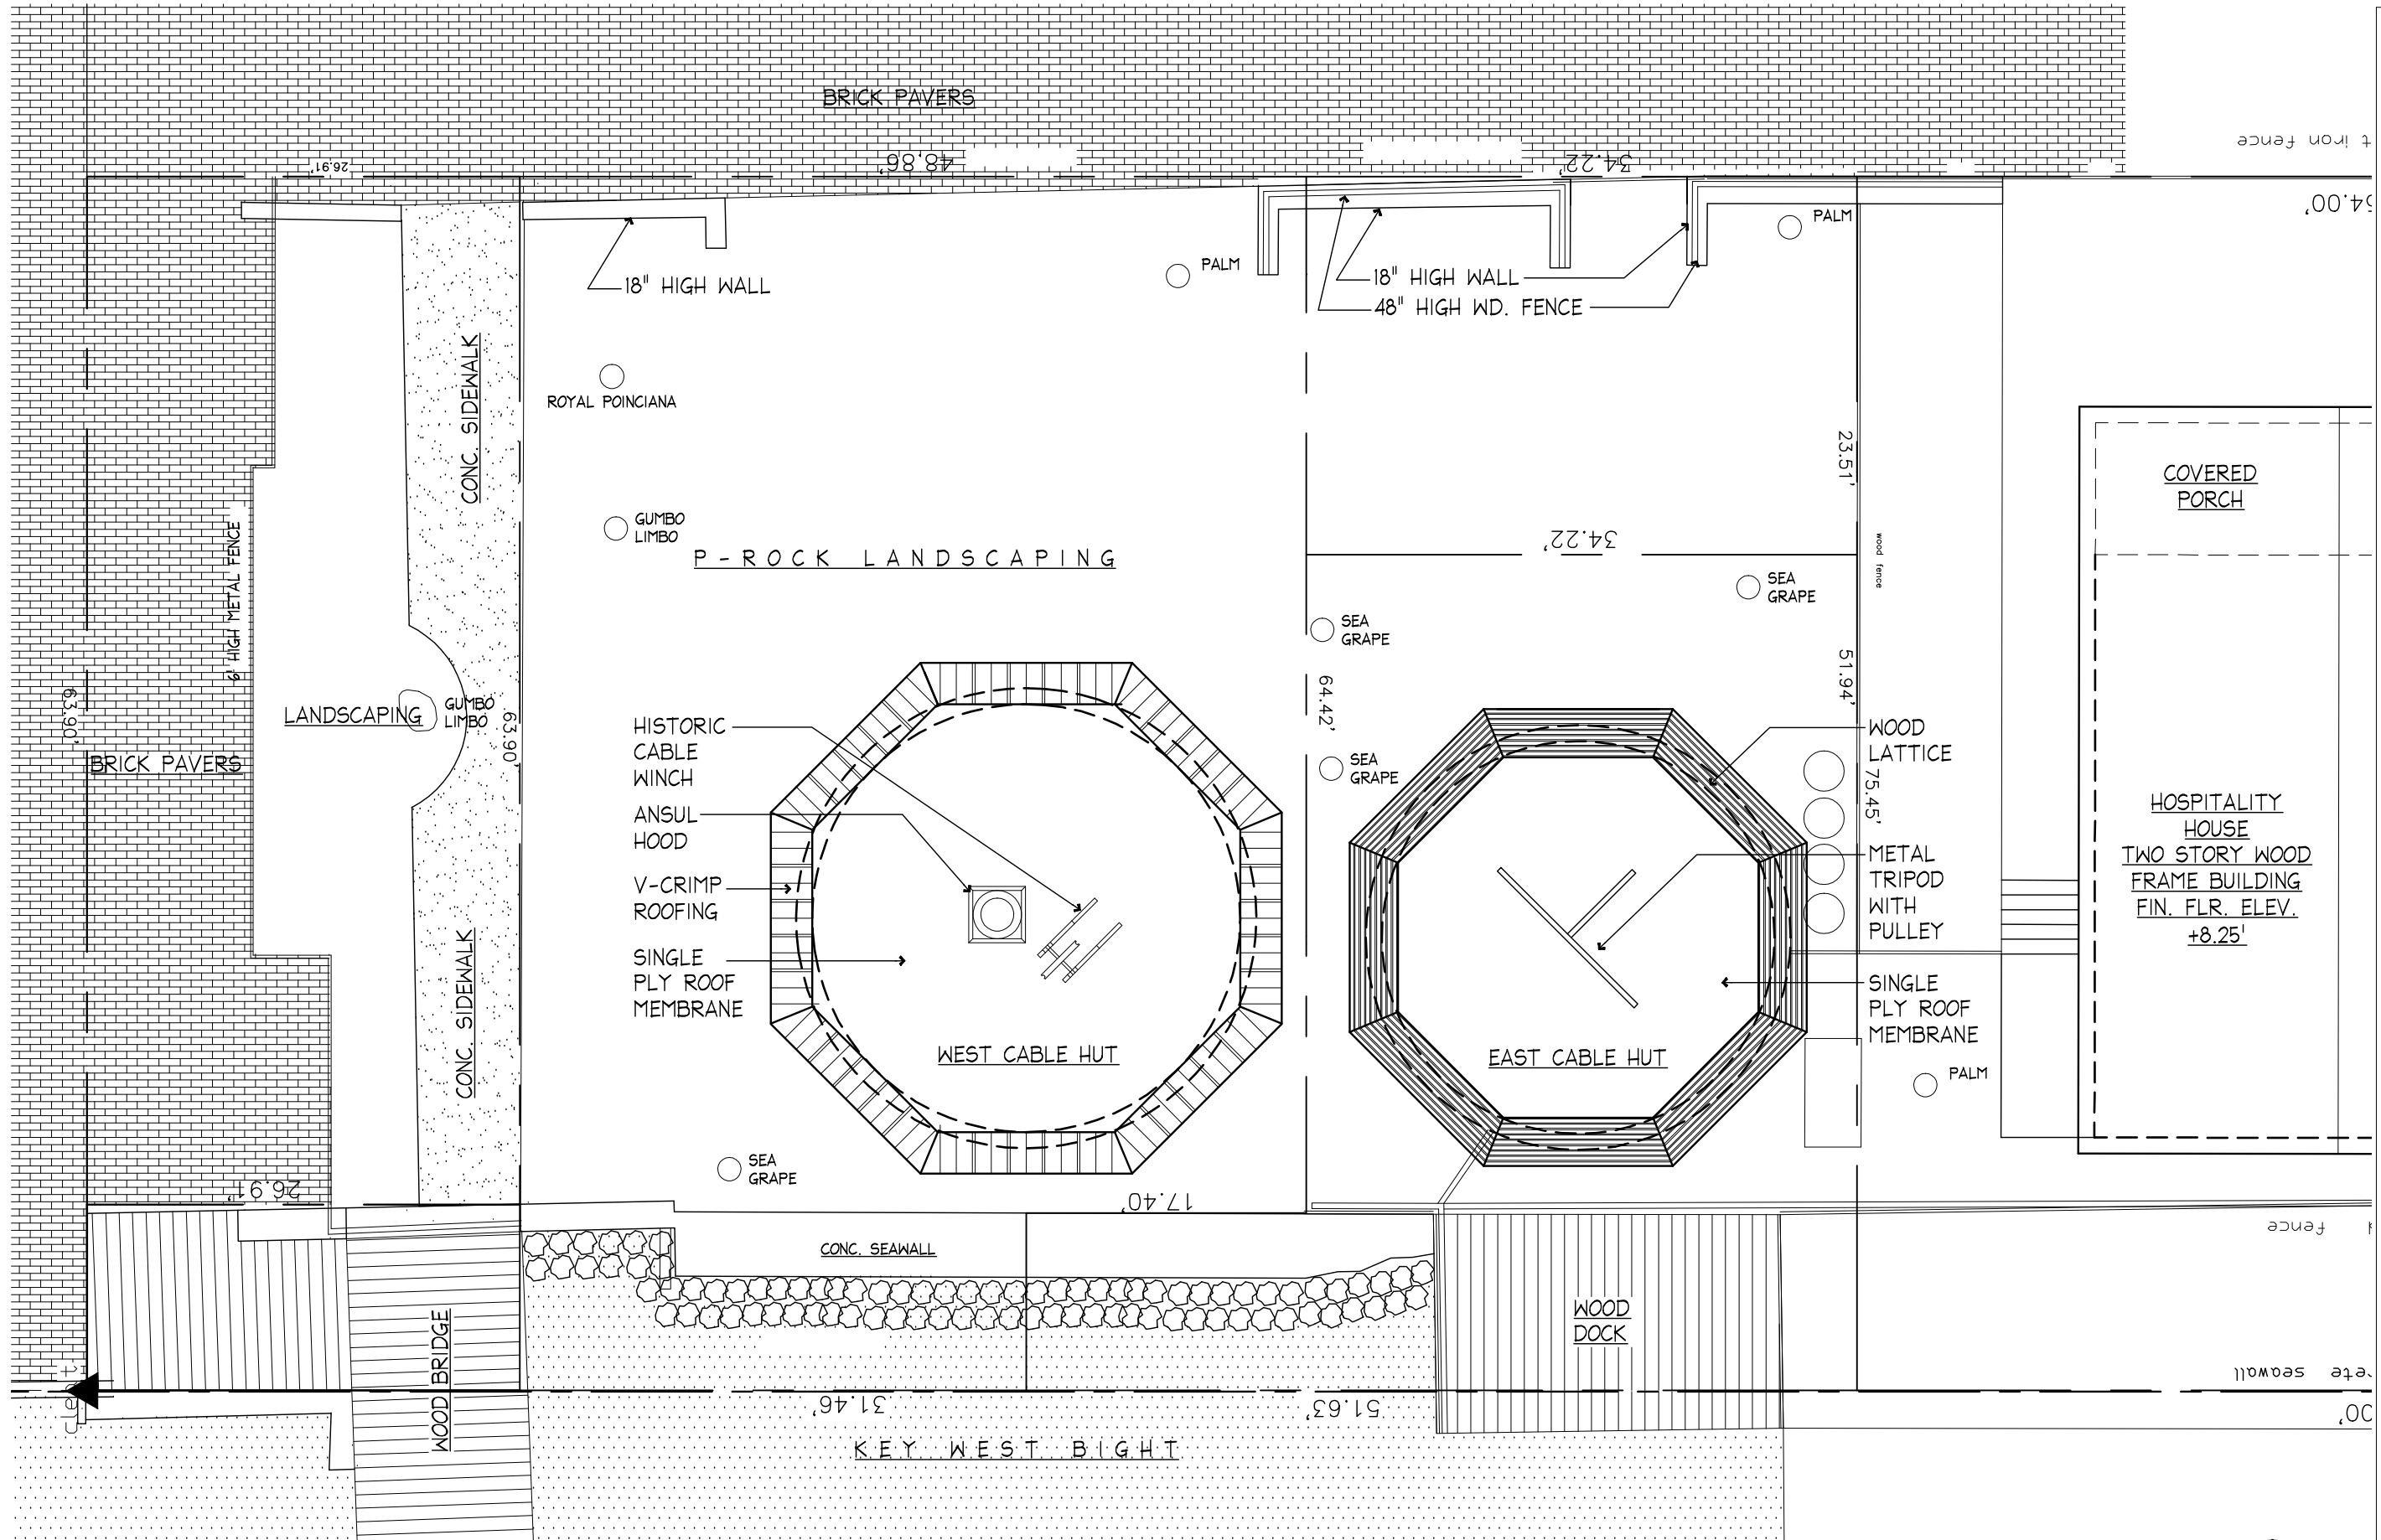 BRICK PAVERS
t iron fence
26.91'
48.86'
34.22'
54.00'
PALM
PALM
18" HIGH WALL
18" HIGH WALL
48" HIGH WD. FENCE
CONC. SIDEWALK
ROYAL POINCIANA
23.51'
COVERED
PORCH
GUMBO
LIMBO
P-ROCK LANDSCAPING
34.22'
wood fence
6' HIGH METAL FENCE
SEA
GRAPE
SEA
GRAPE
63.90'
LANDSCAPING
GUMBO
LIMBO
63.90'
64.42'
51.94'
HISTORIC
CABLE
WINCH
WOOD
LATTICE
BRICK PAVERS
SEA
GRAPE
75.45'
ANSUL
HOOD
HOSPITALITY
HOUSE
TWO STORY WOOD
FRAME BUILDING
FIN. FLR. ELEV.
+8.25'
METAL
TRIPOD
WITH
PULLEY
V-CRIMP
ROOFING
CONC. SIDEWALK
SINGLE
PLY ROOF
MEMBRANE
SINGLE
PLY ROOF
MEMBRANE
WEST CABLE HUT
EAST CABLE HUT
PALM
SEA
GRAPE
26.91'
17.40'
fence
CONC. SEAWALL
WOOD
DOCK
WOOD BRIDGE
ete seawall
31.46'
51.63'
00'
KEY WEST BIGHT